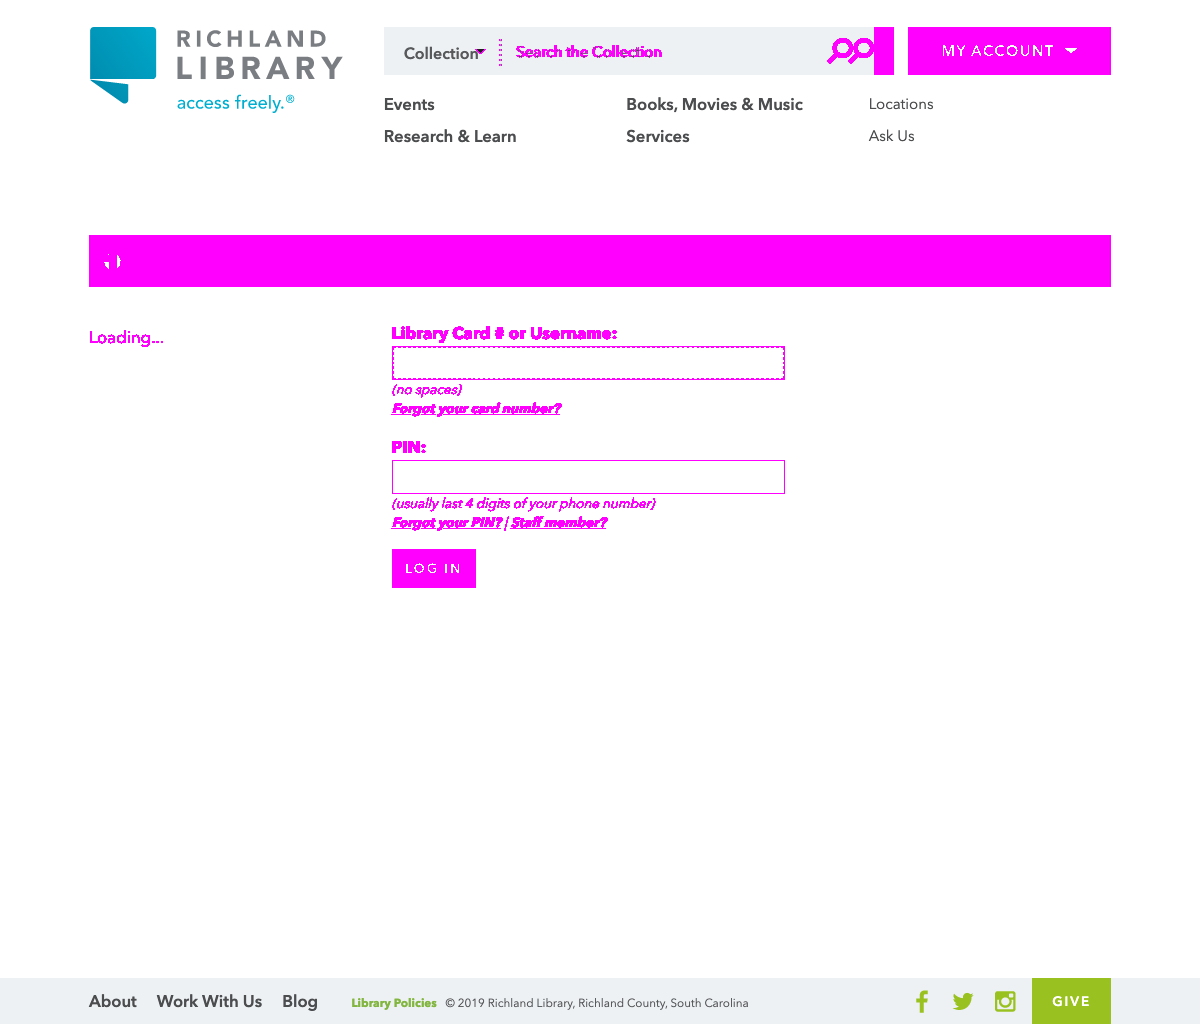 RICHLAND
LIBRARY
access freely.®
Collection
Search the Collection
MY ACCOUNT
Events
Books, Movies & Music
Locations
Research & Learn
Services
Ask Us
Loading...
Library Card # or Username:
(no spaces)
Forgot your card number?
PIN:
(usually last 4 digits of your phone number)
Forgot your PIN? | Staff member?
LOG IN
About
Work With Us
Blog
Library Policies
© 2019 Richland Library, Richland County, South Carolina
GIVE